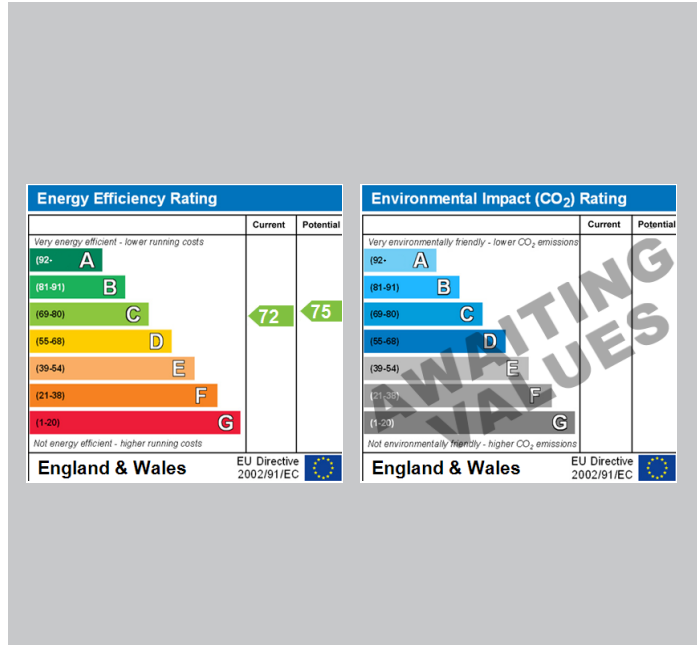 Energy Efficiency Rating
Current Potential
Very energy efficient - lower running costs
(92- A
(81-91) B
(69-80) C
72
75
(55-68) D
(39-54) E
(21-38) F
(1-20) G
Not energy efficient - higher running costs
England & Wales
EU Directive
2002/91/EC
Environmental Impact (CO2) Rating
Current Potential
Very environmentally friendly - lower CO2 emissions
(92- A
(81-91) B
(69-80) C
(55-68) D
(39-54) E
(21-38) F
(1-20) G
AWAITING
VALUES
Not environmentally friendly - higher CO2 emissions
England & Wales
EU Directive
2002/91/EC